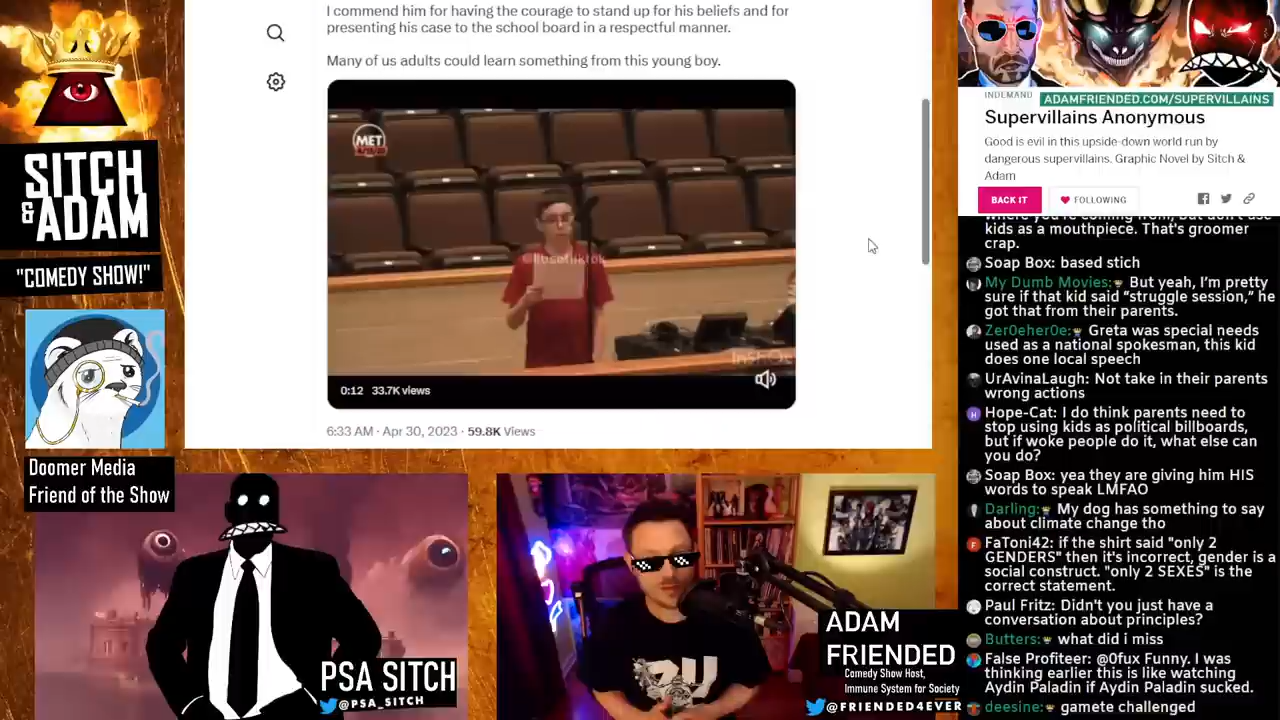 I commend him for having the courage to stand up for his beliefs and for
presenting his case to the school board in a respectful manner.
Many of us adults could learn something from this young boy.
MET
0:12 33.7K views
6:33 AM · Apr 30, 2023 · 59.8K Views
SITCH
& ADAM
"COMEDY SHOW!"
Doomer Media
Friend of the Show
PSA SITCH
@PSA_SITCH
ADAM
FRIENDED
Comedy Show Host,
Immune System for Society
@FRIENDED4EVER
INDEMAND
ADAMFRIENDED.COM/SUPERVILLAINS
Supervillains Anonymous
Good is evil in this upside-down world run by
dangerous supervillains. Graphic Novel by Sitch &
Adam
BACK IT
FOLLOWING
where you're coming from, but don't use
kids as a mouthpiece. That's groomer
crap.
Soap Box: based stich
My Dumb Movies: But yeah, I'm pretty
sure if that kid said “struggle session,” he
got that from their parents.
Zer0eher0e: Greta was special needs
used as a national spokesman, this kid
does one local speech
UrAvinaLaugh: Not take in their parents
wrong actions
Hope-Cat: I do think parents need to
stop using kids as political billboards,
but if woke people do it, what else can
you do?
Soap Box: yea they are giving him HIS
words to speak LMFAO
Darling: My dog has something to say
about climate change tho
FaToni42: if the shirt said "only 2
GENDERS" then it's incorrect, gender is a
social construct. "only 2 SEXES" is the
correct statement.
Paul Fritz: Didn't you just have a
conversation about principles?
Butters: what did i miss
False Profiteer: @0fux Funny. I was
thinking earlier this is like watching
Aydin Paladin if Aydin Paladin sucked.
deesine: gamete challenged